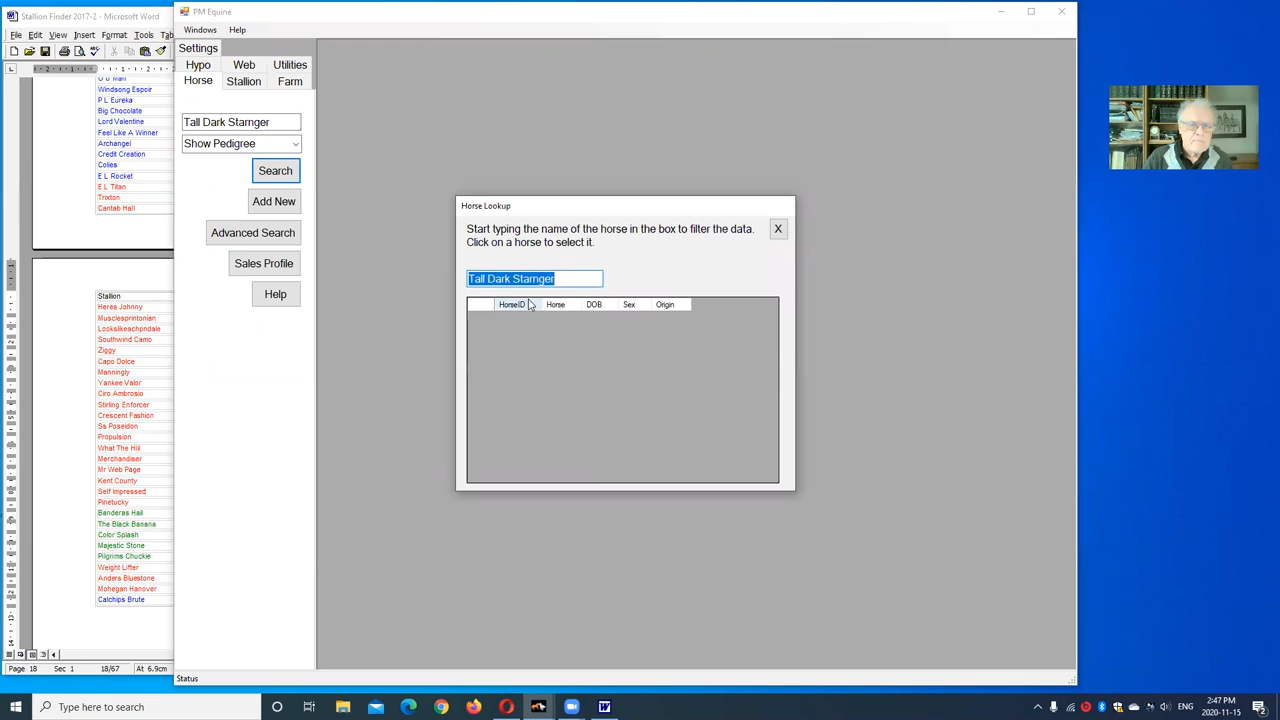 Stallion Finder 2017-2 - Microsoft Word
File Edit View Insert Format Tools Tab
Windsong Espoir
P L Eureka
Big Chocolate
Lord Valentine
Feel Like A Winner
Archangel
Credit Creation
Colies
E L Rocket
E L Titan
Trixton
Cantab Hall
Stallion
Heres Johnny
Musclesprintonian
Lookslikeachpndale
Southwind Camo
Ziggy
Capo Dolce
Manningly
Yankee Valor
Ciro Ambrosio
Stirling Enforcer
Crescent Fashion
Ss Poseidon
Propulsion
What The Hill
Merchandiser
Mr Web Page
Kent County
Self Impressed
Pinetucky
Banderas Hall
The Black Banana
Color Splash
Majestic Stone
Pilgrims Chuckie
Weight Lifter
Anders Bluestone
Mohegan Hanover
Calchips Brute
Page 18 Sec 1 18/67 At 6.9cm
PM Equine
Windows Help
Settings
Hypo Web Utilities
Horse Stallion Farm
Tall Dark Starnger
Show Pedigree
Search
Add New
Advanced Search
Sales Profile
Help
Status
Horse Lookup
Start typing the name of the horse in the box to filter the data.
Click on a horse to select it.
X
Tall Dark Starnger
HorseID Horse DOB Sex Origin
Type here to search
2:47 PM
2020-11-15
2